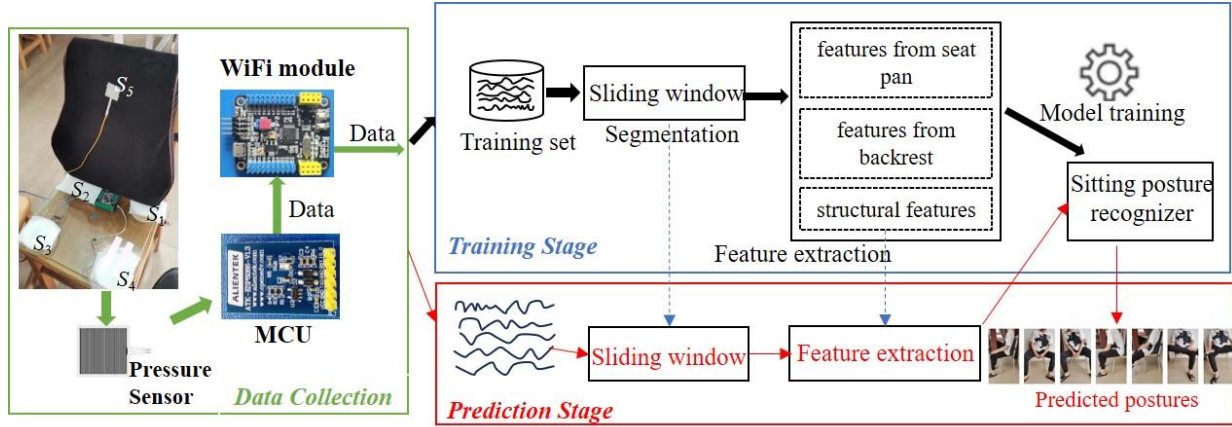 S5
S2
S1
S3
S4
WiFi module
Data
Data
ALIENTEK
MCU
Pressure
Sensor
Data Collection
Training set
Sliding window
Segmentation
features from seat
pan
features from
backrest
structural features
Feature extraction
Model training
Sitting posture
recognizer
Training Stage
Sliding window
Feature extraction
Predicted postures
Prediction Stage